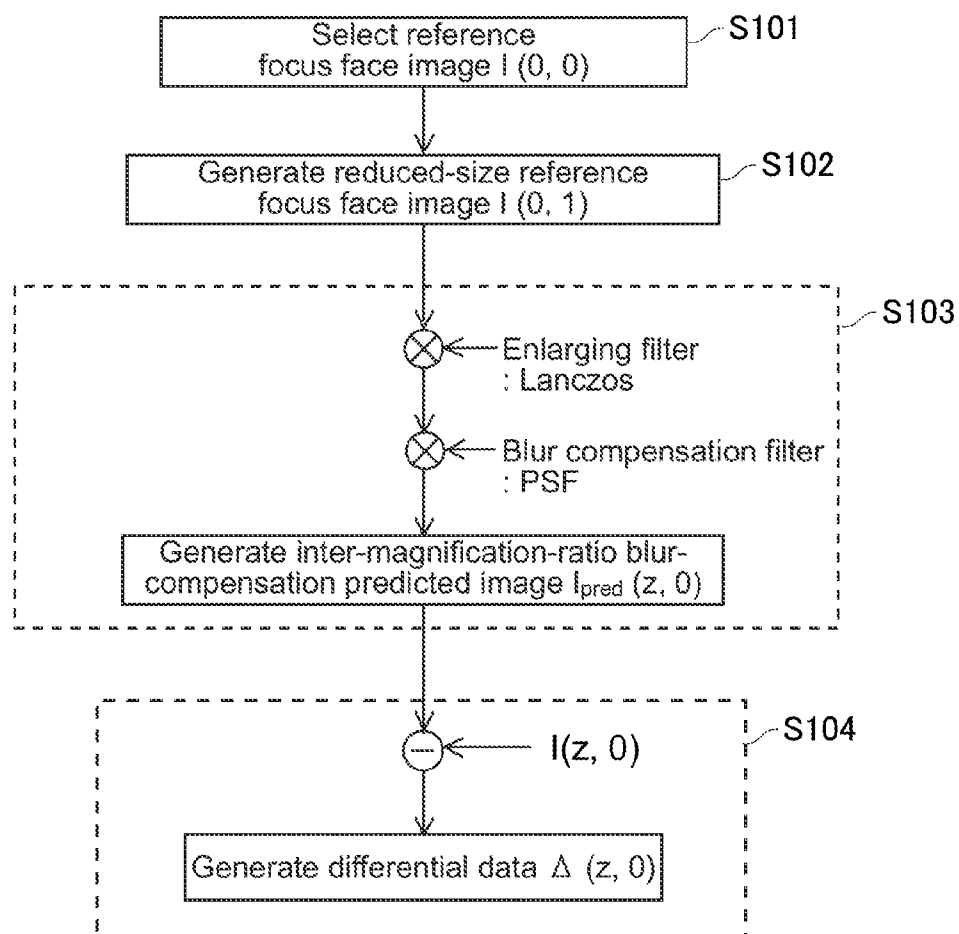 Select reference
focus face image I (0, 0)
S101
Generate reduced-size reference
focus face image I (0, 1)
S102
S103
Enlarging filter
: Lanczos
Blur compensation filter
: PSF
Generate inter-magnification-ratio blur-
compensation predicted image Ipred (z, 0)
S104
I(z, 0)
Generate differential data Δ (z, 0)